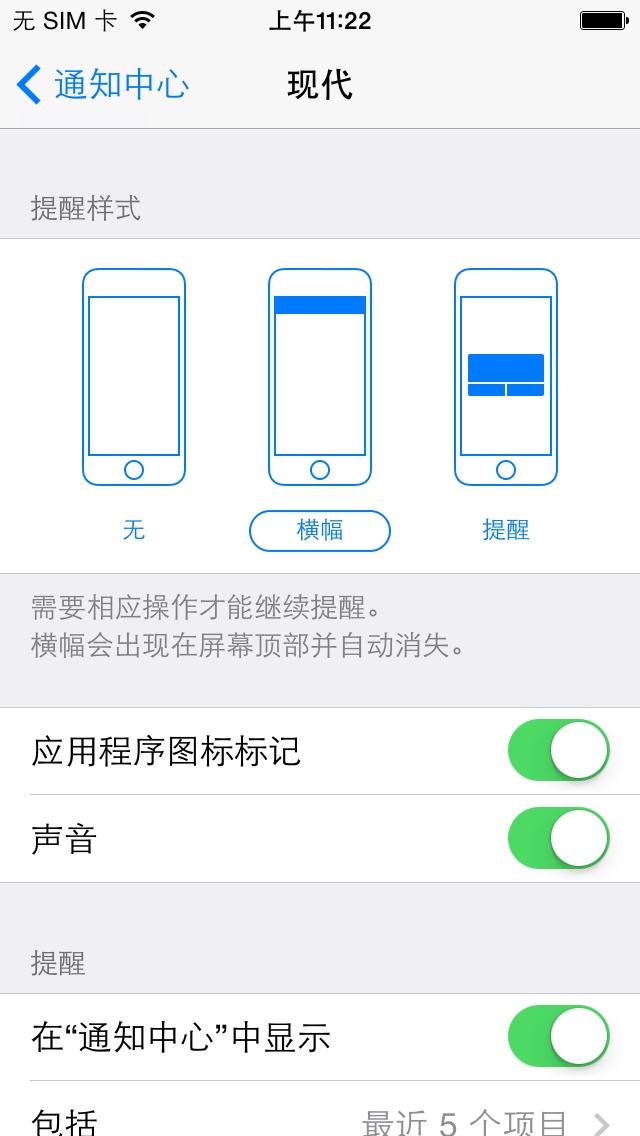 无 SIM 卡 上午11:22
通知中心 现代
提醒样式
无 横幅 提醒
需要相应操作才能继续提醒。
横幅会出现在屏幕顶部并自动消失。
应用程序图标标记
声音
提醒
在“通知中心”中显示
包括 最近 5 个项目